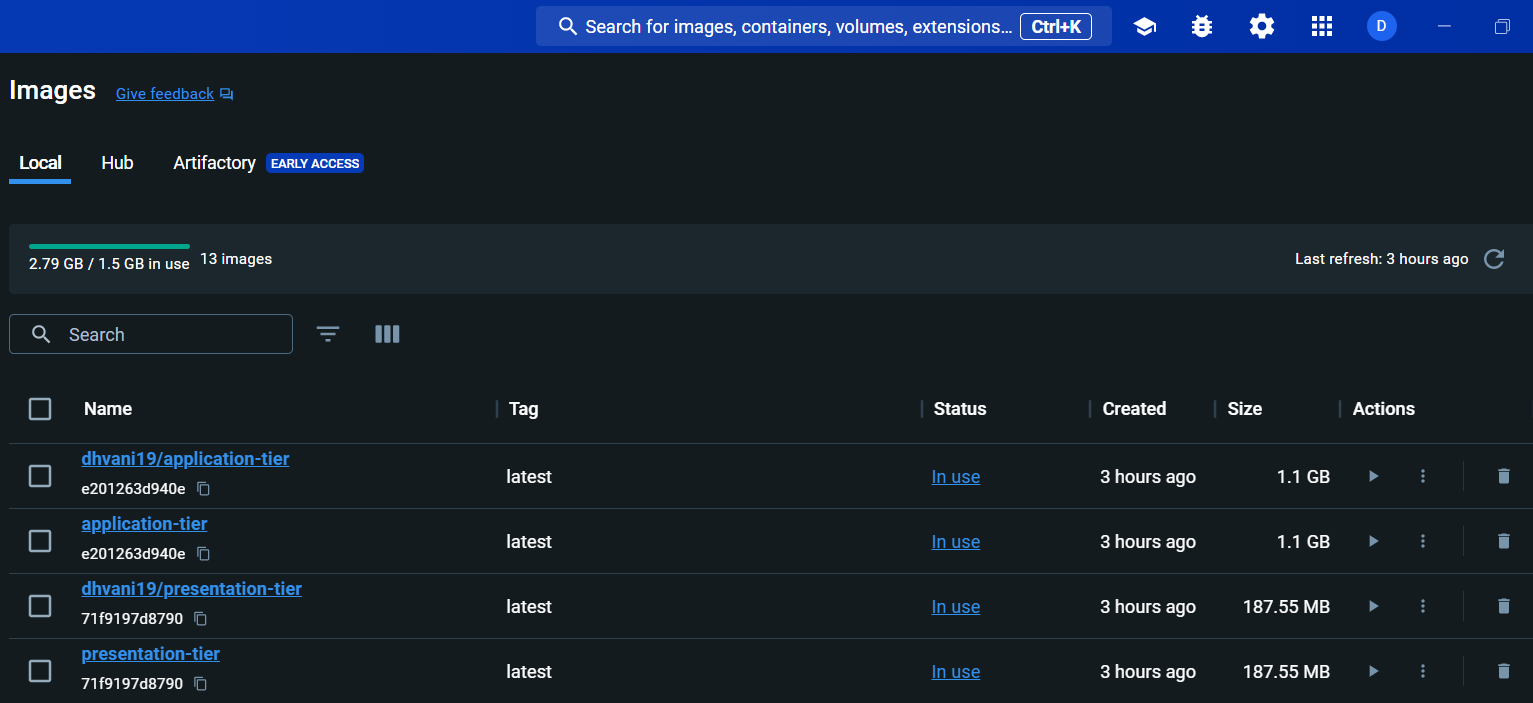 Search for images, containers, volumes, extensions... Ctrl+K D
Images Give feedback
Local Hub Artifactory EARLY ACCESS
2.79 GB / 1.5 GB in use 13 images Last refresh: 3 hours ago
Search
Name Tag Status Created Size Actions
dhvani19/application-tier
e201263d940e latest In use 3 hours ago 1.1 GB
application-tier
e201263d940e latest In use 3 hours ago 1.1 GB
dhvani19/presentation-tier
71f9197d8790 latest In use 3 hours ago 187.55 MB
presentation-tier
71f9197d8790 latest In use 3 hours ago 187.55 MB